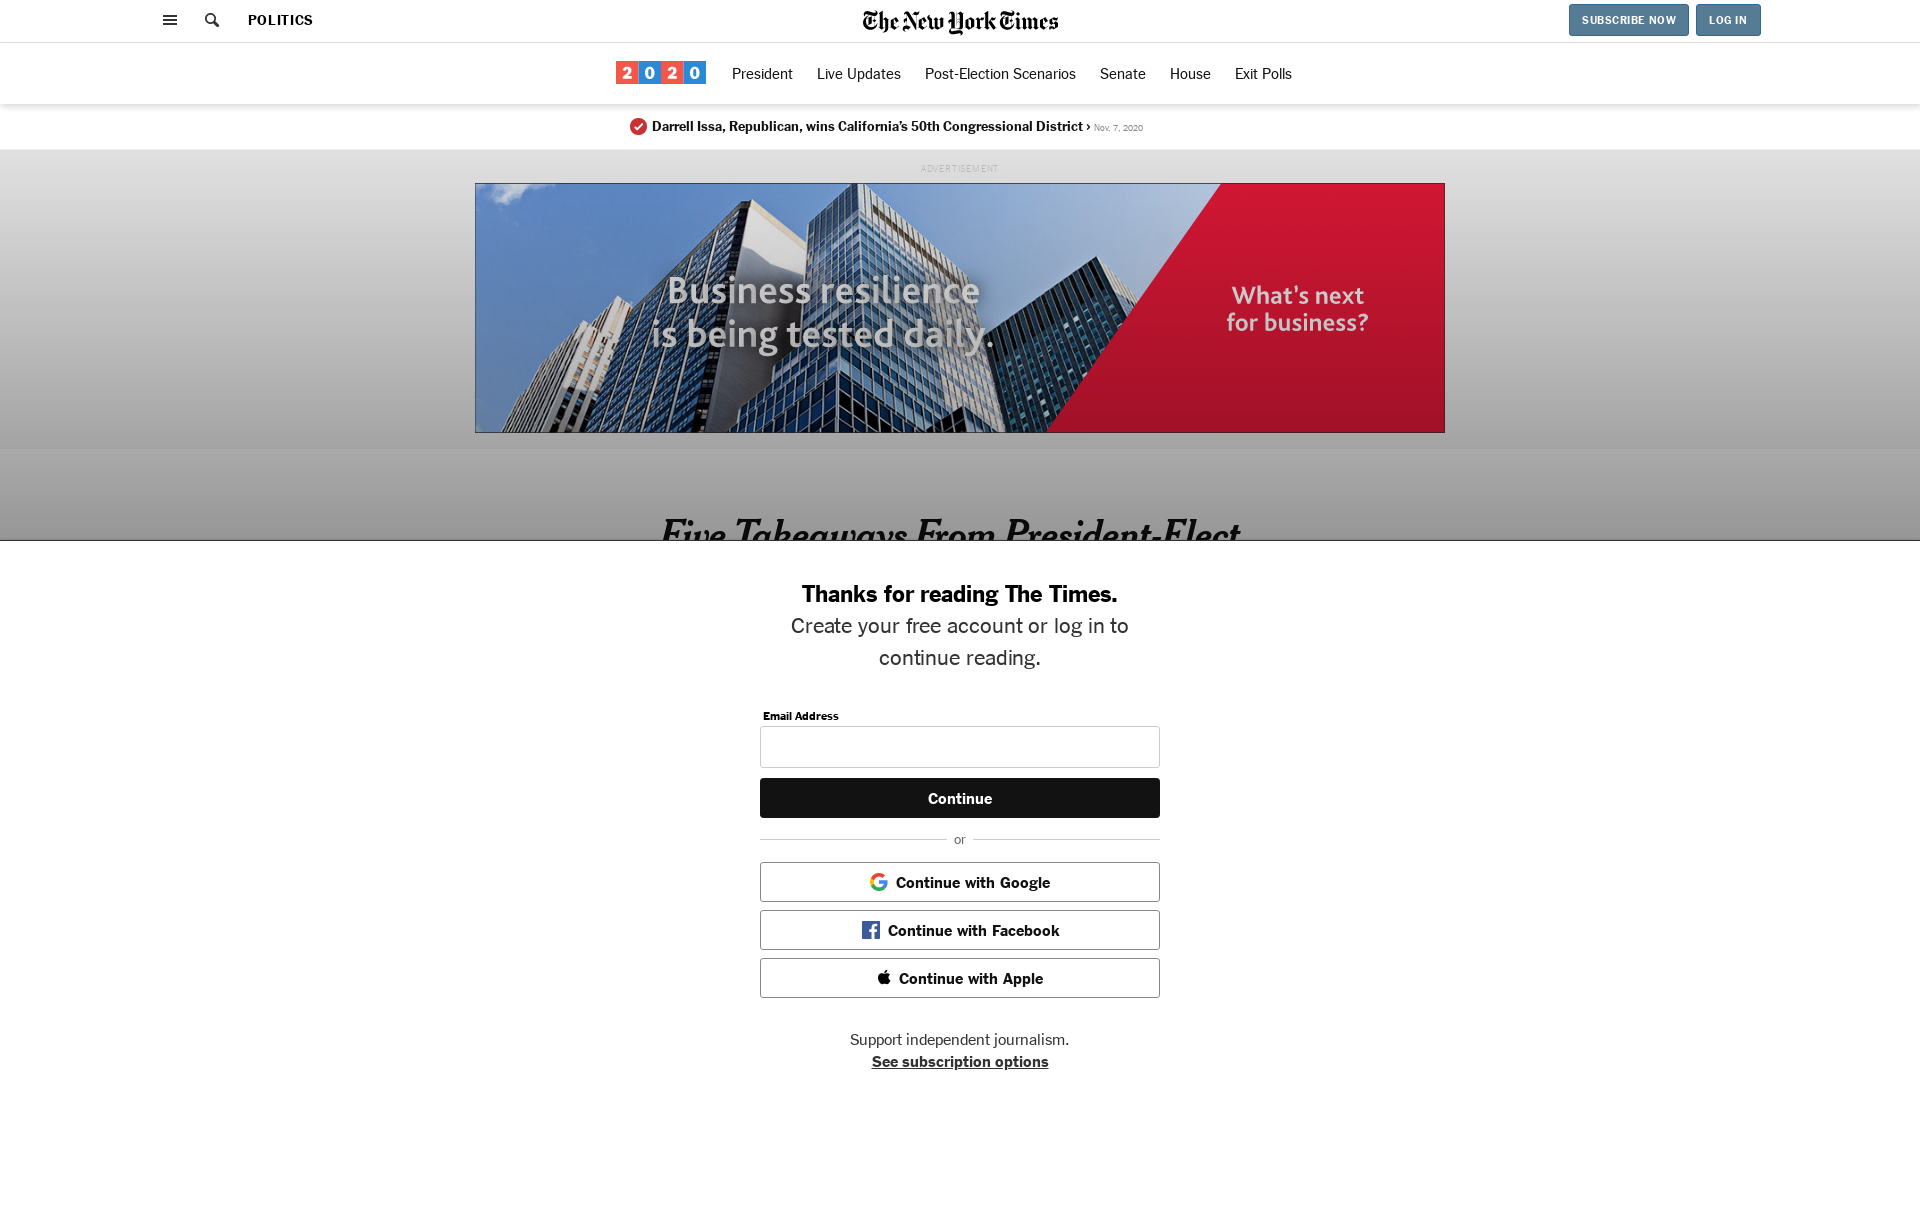 POLITICS
The New York Times
SUBSCRIBE NOW
LOG IN
2020
President
Live Updates
Post-Election Scenarios
Senate
House
Exit Polls
Darrell Issa, Republican, wins California’s 50th Congressional District › Nov. 7, 2020
ADVERTISEMENT
Business resilience
is being tested daily.
What’s next
for business?
Five Takeaways From President-Elect
Thanks for reading The Times.
Create your free account or log in to
continue reading.
Email Address
Continue
or
Continue with Google
Continue with Facebook
Continue with Apple
Support independent journalism.
See subscription options